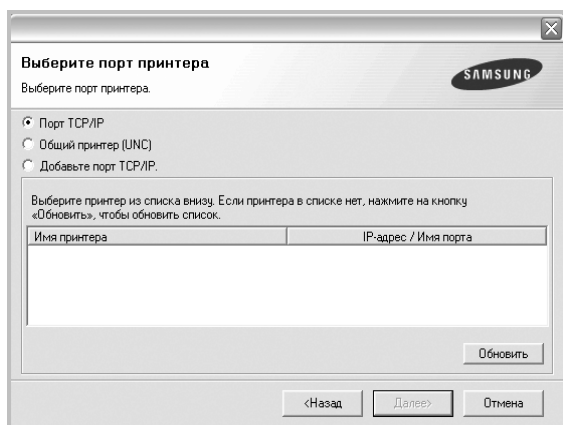 Выберите порт принтера
Выберите порт принтера.
SAMSUNG
Порт TCP/IP
Общий принтер (UNC)
Добавьте порт TCP/IP.
Выберите принтер из списка внизу. Если принтера в списке нет, нажмите на кнопку
«Обновить», чтобы обновить список.
Имя принтера IP-адрес / Имя порта
Обновить
<Назад Далее> Отмена